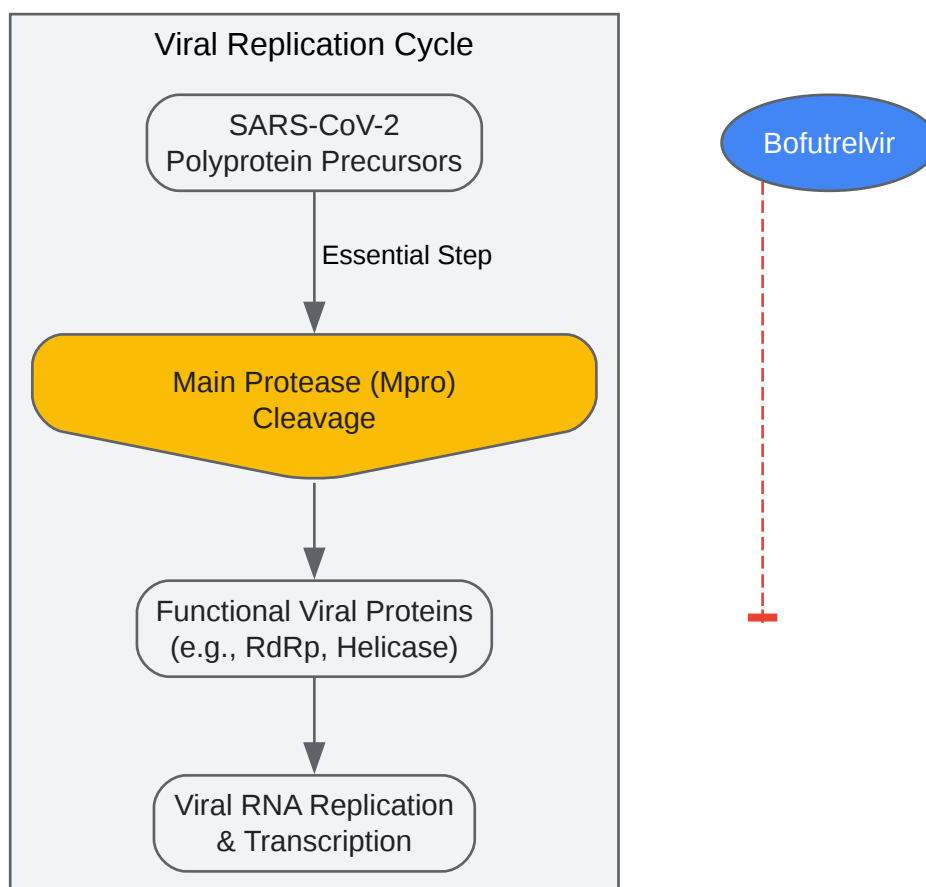 Viral Replication Cycle
SARS-CoV-2
Polyprotein Precursors
Bofutrelvir
Essential Step
Main Protease (Mpro)
Cleavage
Functional Viral Proteins
(e.g., RdRp, Helicase)
Viral RNA Replication
& Transcription